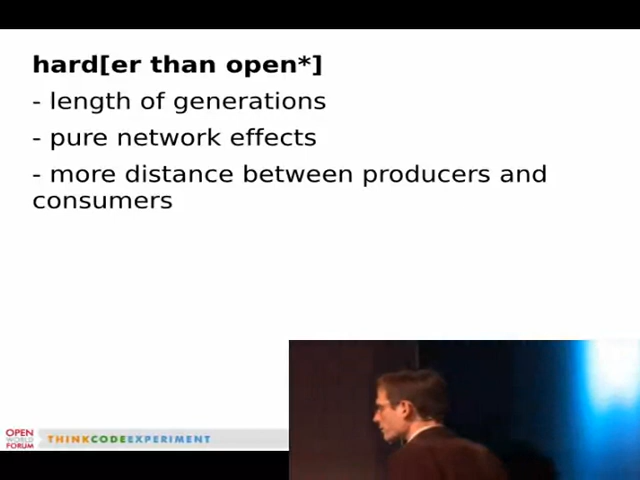 hard[er than open*]
- length of generations
- pure network effects
- more distance between producers and
consumers
OPEN
WORLD
FORUM
THINKCODEEXPERIMENT